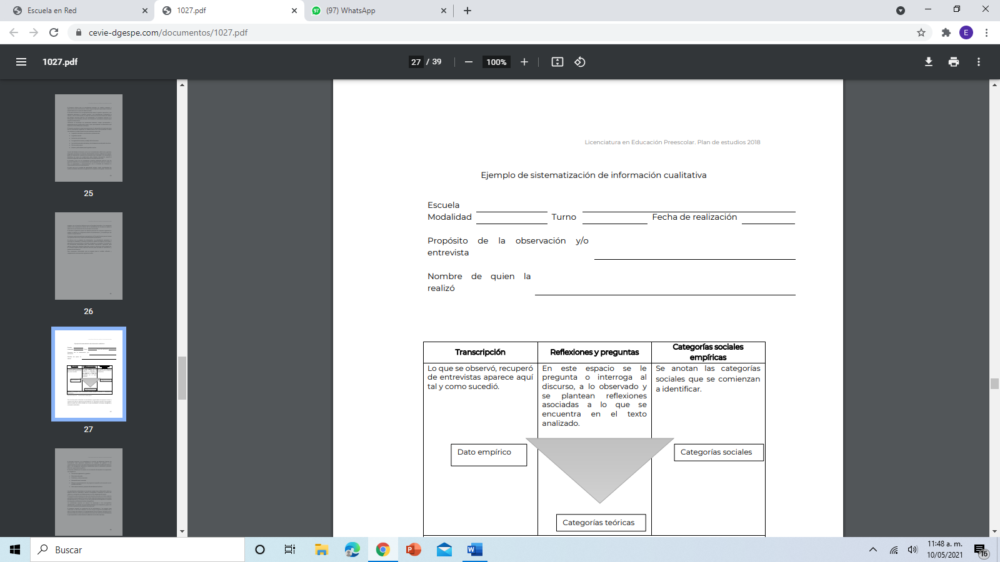 Escuela en Red
1027.pdf
(97) WhatsApp
cevie-dgespe.com/documentos/1027.pdf
E
1027.pdf
27 / 39
100%
25
26
27
Licenciatura en Educación Preescolar. Plan de estudios 2018
Ejemplo de sistematización de información cualitativa
Escuela
Modalidad Turno Fecha de realización
Propósito de la observación y/o
entrevista
Nombre de quien la
realizó
Transcripción
Lo que se observó, recuperó
de entrevistas aparece aquí
tal y como sucedió.
Reflexiones y preguntas
En este espacio se le
pregunta o interroga al
discurso, a lo observado y
se plantean reflexiones
asociadas a lo que se
encuentra en el texto
analizado.
Categorías sociales
empíricas
Se anotan las categorías
sociales que se comienzan
a identificar.
Dato empírico
Categorías sociales
Categorías teóricas
Buscar
11:48 a. m.
10/05/2021
16